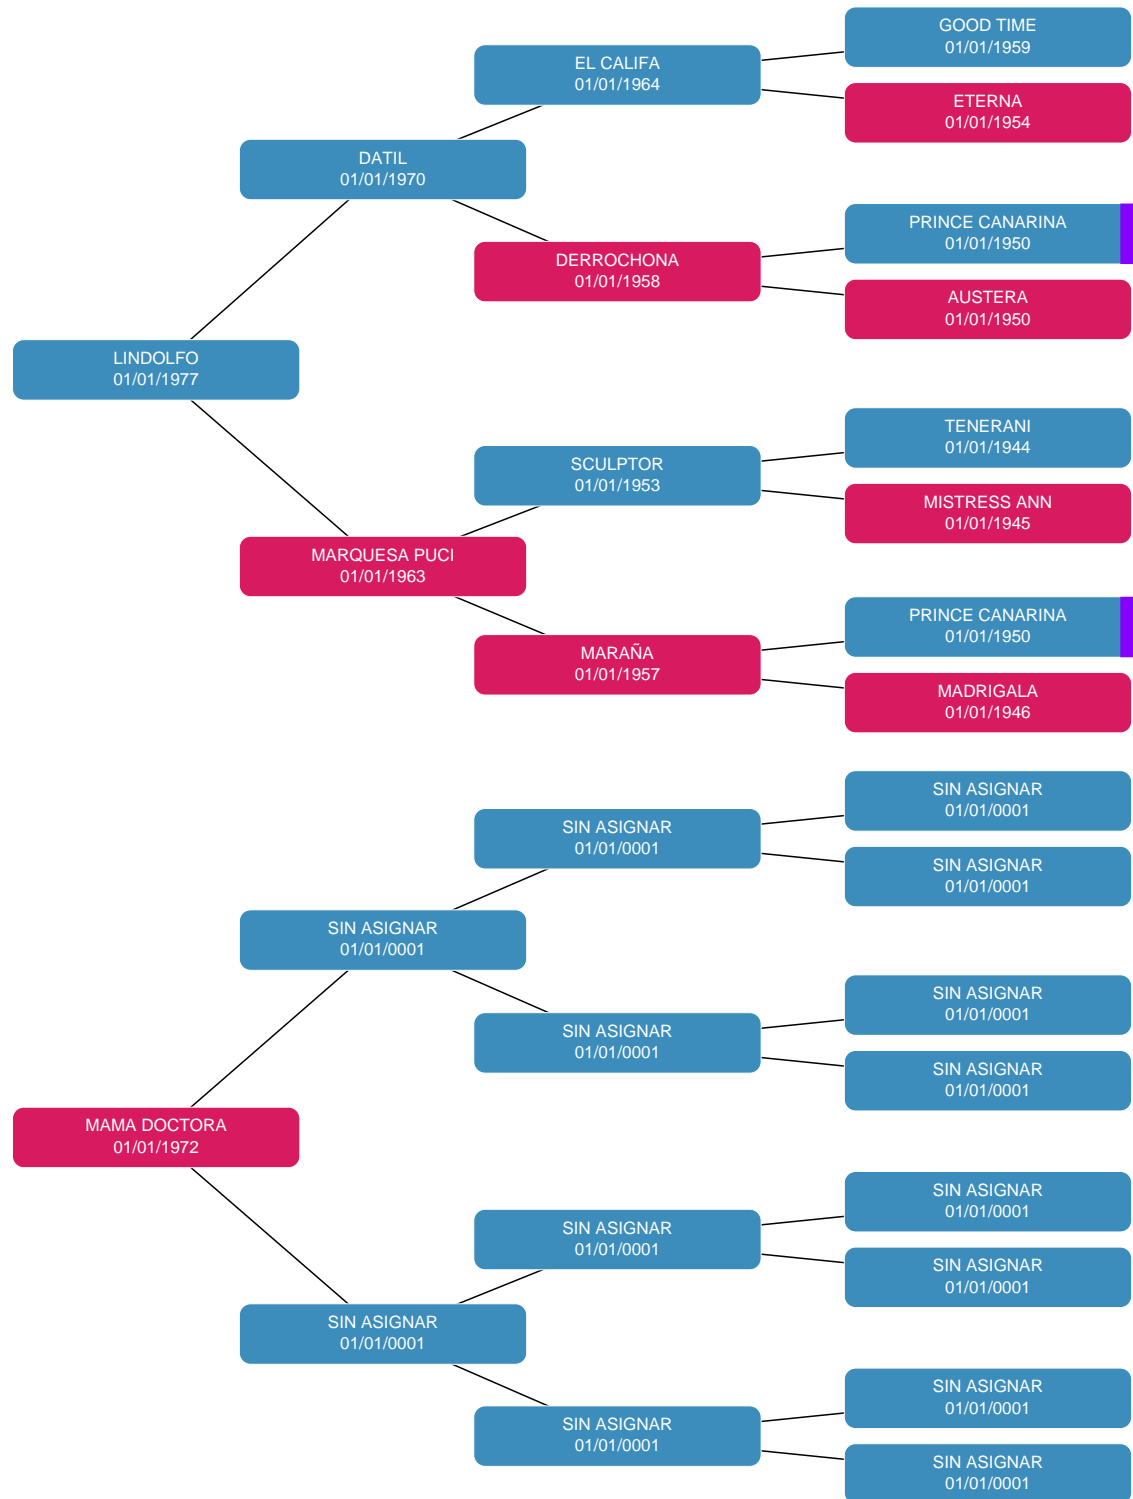 GOOD TIME
01/01/1959
EL CALIFA
01/01/1964
ETERNA
01/01/1954
DATIL
01/01/1970
PRINCE CANARINA
01/01/1950
DERROCHONA
01/01/1958
AUSTERA
01/01/1950
LINDOLFO
01/01/1977
TENERANI
01/01/1944
SCULPTOR
01/01/1953
MISTRESS ANN
01/01/1945
MARQUESA PUCI
01/01/1963
PRINCE CANARINA
01/01/1950
MARAÑA
01/01/1957
MADRIGALA
01/01/1946
SIN ASIGNAR
01/01/0001
SIN ASIGNAR
01/01/0001
SIN ASIGNAR
01/01/0001
SIN ASIGNAR
01/01/0001
SIN ASIGNAR
01/01/0001
SIN ASIGNAR
01/01/0001
SIN ASIGNAR
01/01/0001
MAMA DOCTORA
01/01/1972
SIN ASIGNAR
01/01/0001
SIN ASIGNAR
01/01/0001
SIN ASIGNAR
01/01/0001
SIN ASIGNAR
01/01/0001
SIN ASIGNAR
01/01/0001
SIN ASIGNAR
01/01/0001
SIN ASIGNAR
01/01/0001